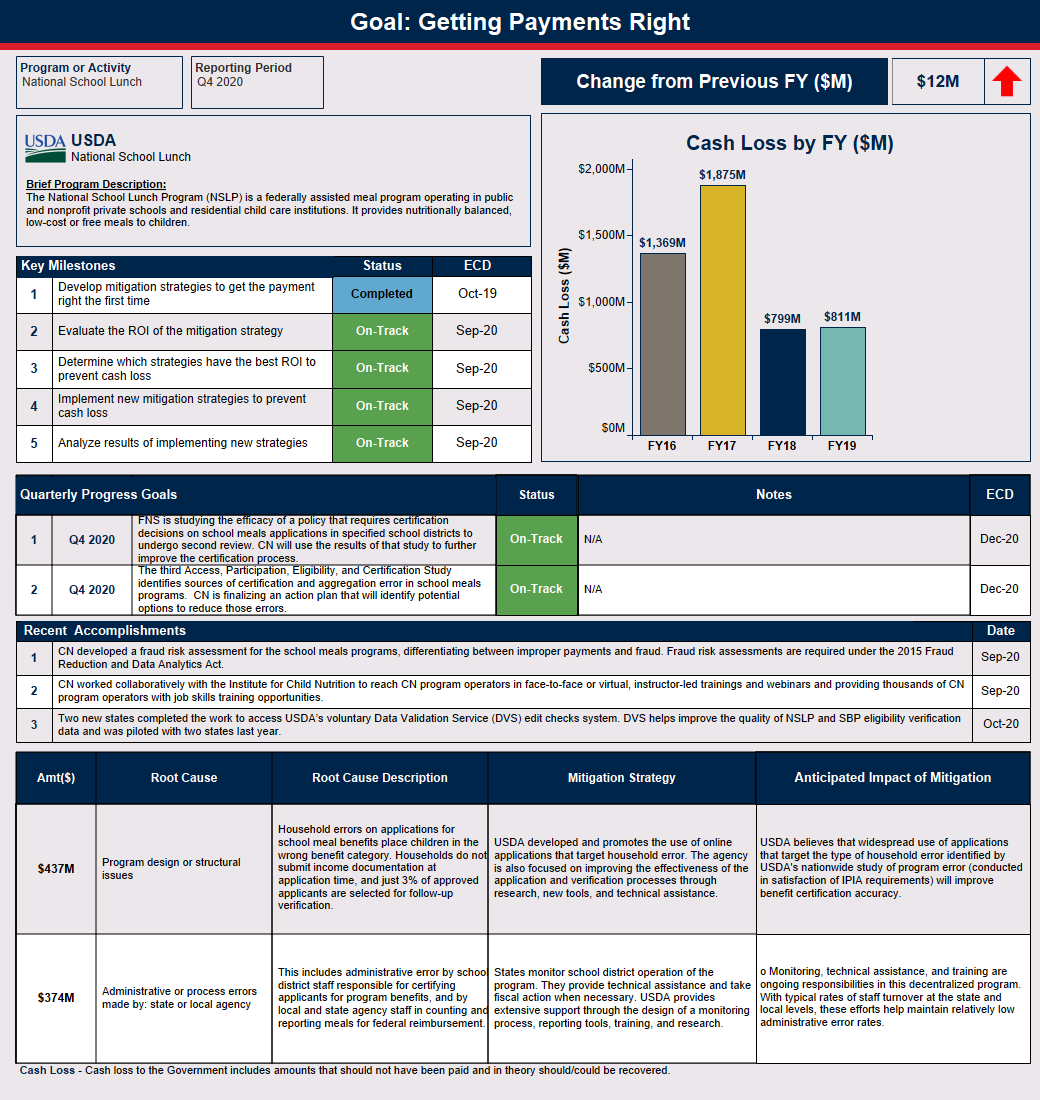 Goal: Getting Payments Right
Program or Activity
National School Lunch
Reporting Period
Q4 2020
Change from Previous FY ($M)
$12M
USDA
USDA
National School Lunch
Brief Program Description:
The National School Lunch Program (NSLP) is a federally assisted meal program operating in public
and nonprofit private schools and residential child care institutions. It provides nutritionally balanced,
low-cost or free meals to children.
Key Milestones
Status
ECD
1
Develop mitigation strategies to get the payment
right the first time
Completed
Oct-19
2
Evaluate the ROI of the mitigation strategy
On-Track
Sep-20
3
Determine which strategies have the best ROI to
prevent cash loss
On-Track
Sep-20
4
Implement new mitigation strategies to prevent
cash loss
On-Track
Sep-20
5
Analyze results of implementing new strategies
On-Track
Sep-20
Cash Loss by FY ($M)
Cash Loss ($M)
$2,000M
$1,500M
$1,000M
$500M
$0M
$1,369M
$1,875M
$799M
$811M
FY16
FY17
FY18
FY19
Quarterly Progress Goals
Status
Notes
ECD
1
Q4 2020
FNS is studying the efficacy of a policy that requires certification
decisions on school meals applications in specified school districts to
undergo second review. CN will use the results of that study to further
improve the certification process.
On-Track
N/A
Dec-20
2
Q4 2020
The third Access, Participation, Eligibility, and Certification Study
identifies sources of certification and aggregation error in school meals
programs.  CN is finalizing an action plan that will identify potential
options to reduce those errors.
On-Track
N/A
Dec-20
Recent  Accomplishments
Date
1
CN developed a fraud risk assessment for the school meals programs, differentiating between improper payments and fraud. Fraud risk assessments are required under the 2015 Fraud
Reduction and Data Analytics Act.
Sep-20
2
CN worked collaboratively with the Institute for Child Nutrition to reach CN program operators in face-to-face or virtual, instructor-led trainings and webinars and providing thousands of CN
program operators with job skills training opportunities.
Sep-20
3
Two new states completed the work to access USDA's voluntary Data Validation Service (DVS) edit checks system. DVS helps improve the quality of NSLP and SBP eligibility verification
data and was piloted with two states last year.
Oct-20
Amt($)
Root Cause
Root Cause Description
Mitigation Strategy
Anticipated Impact of Mitigation
$437M
Program design or structural
issues
Household errors on applications for
school meal benefits place children in the
wrong benefit category. Households do not
submit income documentation at
application time, and just 3% of approved
applicants are selected for follow-up
verification.
USDA developed and promotes the use of online
applications that target household error. The agency
is also focused on improving the effectiveness of the
application and verification processes through
research, new tools, and technical assistance.
USDA believes that widespread use of applications
that target the type of household error identified by
USDA's nationwide study of program error (conducted
in satisfaction of IPIA requirements) will improve
benefit certification accuracy.
$374M
Administrative or process errors
made by: state or local agency
This includes administrative error by school
district staff responsible for certifying
applicants for program benefits, and by
local and state agency staff in counting and
reporting meals for federal reimbursement.
States monitor school district operation of the
program. They provide technical assistance and take
fiscal action when necessary. USDA provides
extensive support through the design of a monitoring
process, reporting tools, training, and research.
o Monitoring, technical assistance, and training are
ongoing responsibilities in this decentralized program.
With typical rates of staff turnover at the state and
local levels, these efforts help maintain relatively low
administrative error rates.
Cash Loss - Cash loss to the Government includes amounts that should not have been paid and in theory should/could be recovered.